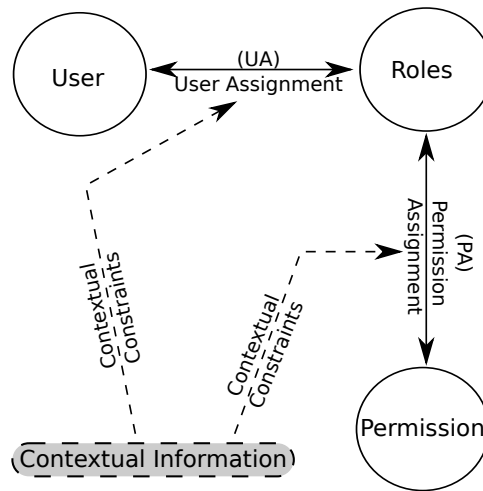 User
(UA)
User Assignment
Roles
(PA)
Permission
Assignment
Contextual
Constraints
Contextual
Constraints
Permission
Contextual Information